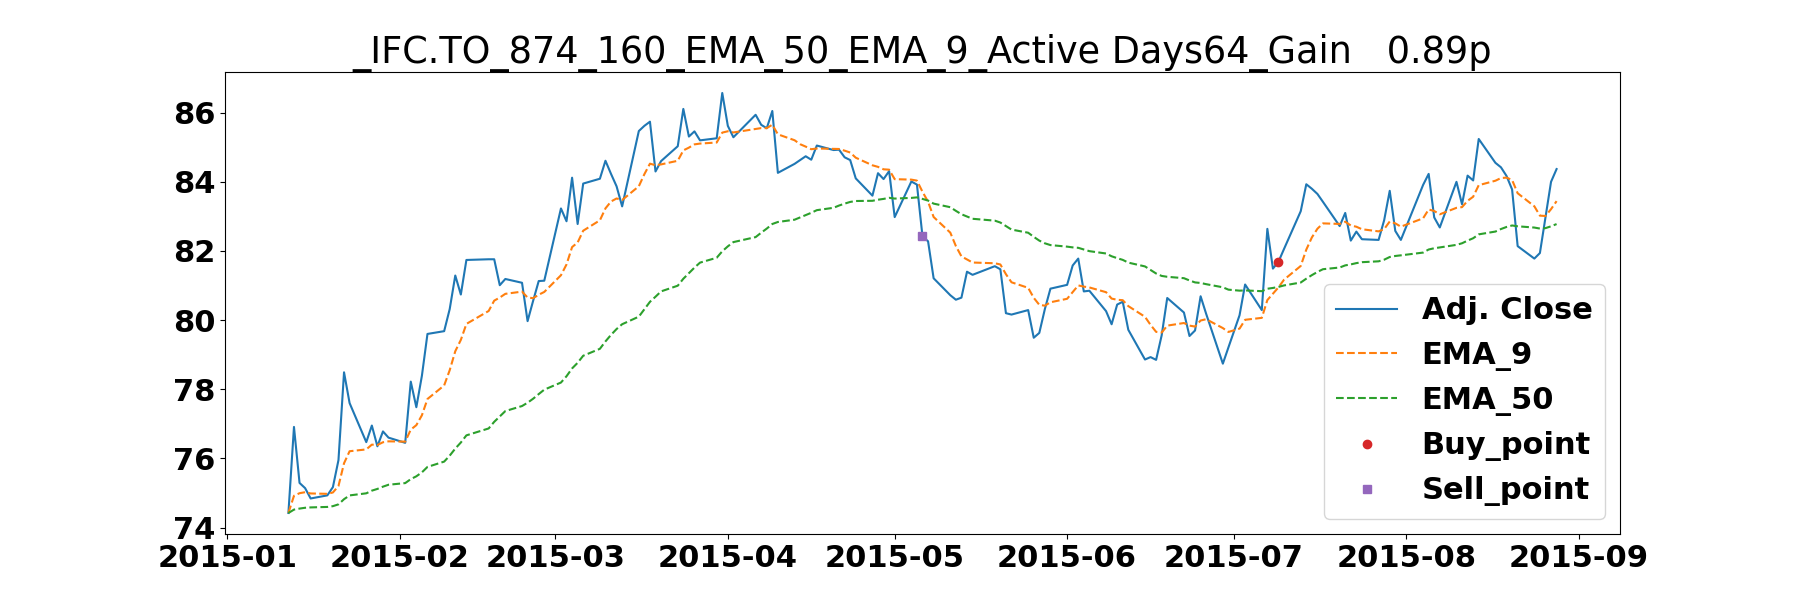 _IFC.TO_874_160_EMA_50_EMA_9_Active Days64_Gain   0.89p
86
84
82
80
78
76
74
Adj. Close
EMA_9
EMA_50
Buy_point
Sell_point
2015-01 2015-02 2015-03 2015-04 2015-05 2015-06 2015-07 2015-08 2015-09